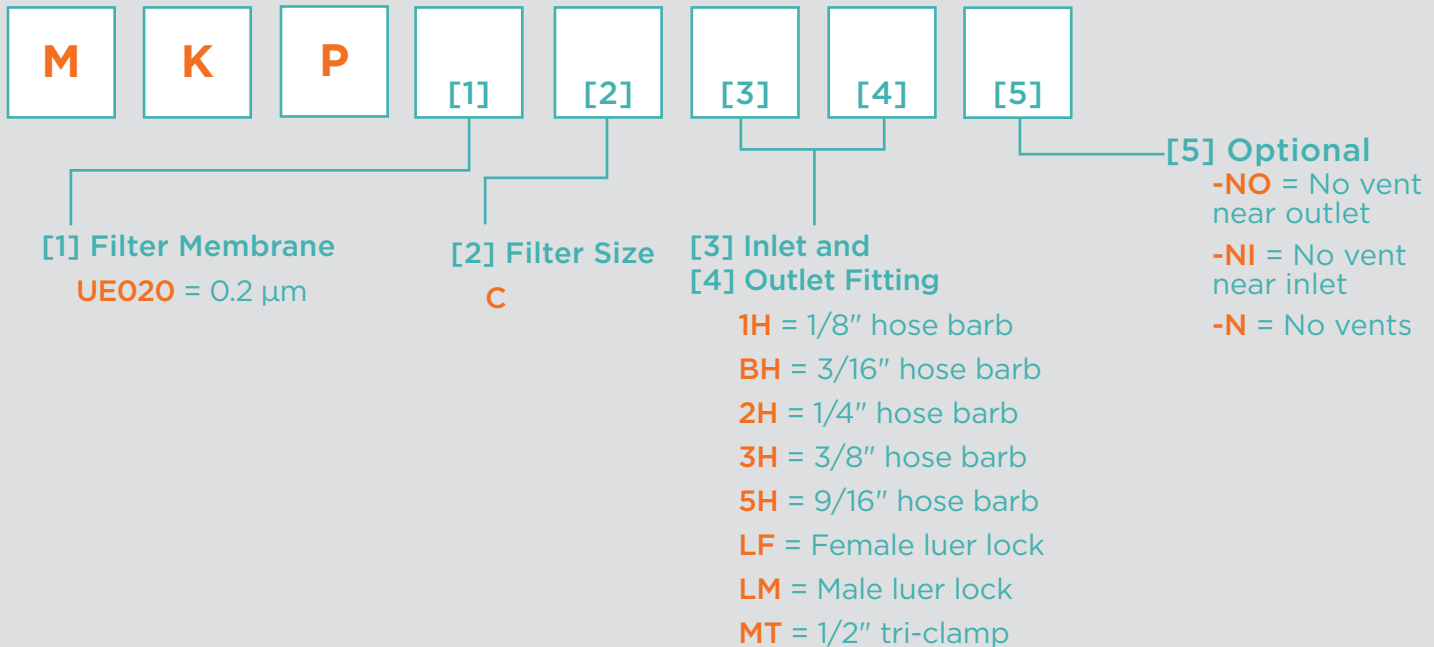 M K P [1] [2] [3] [4] [5]
[1] Filter Membrane
UE020 = 0.2 µm
[2] Filter Size
C
[3] Inlet and
[4] Outlet Fitting
1H = 1/8" hose barb
BH = 3/16" hose barb
2H = 1/4" hose barb
3H = 3/8" hose barb
5H = 9/16" hose barb
LF = Female luer lock
LM = Male luer lock
MT = 1/2" tri-clamp
[5] Optional
-NO = No vent
near outlet
-NI = No vent
near inlet
-N = No vents